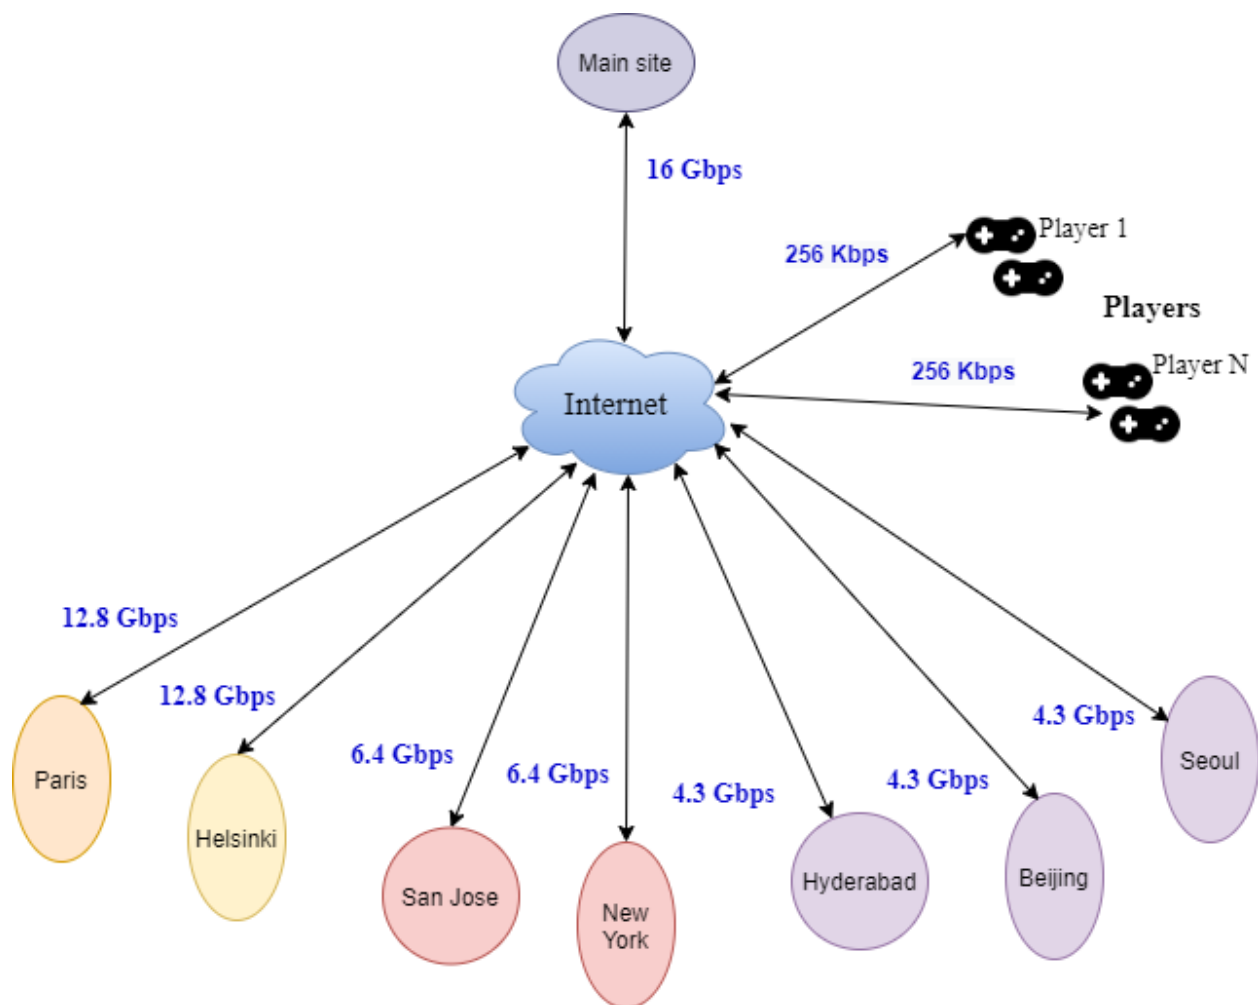 Main site
16 Gbps
Player 1
256 Kbps
Players
Player N
256 Kbps
Internet
12.8 Gbps
12.8 Gbps
6.4 Gbps
6.4 Gbps
4.3 Gbps
4.3 Gbps
4.3 Gbps
Paris
Helsinki
San Jose
New
York
Hyderabad
Beijing
Seoul